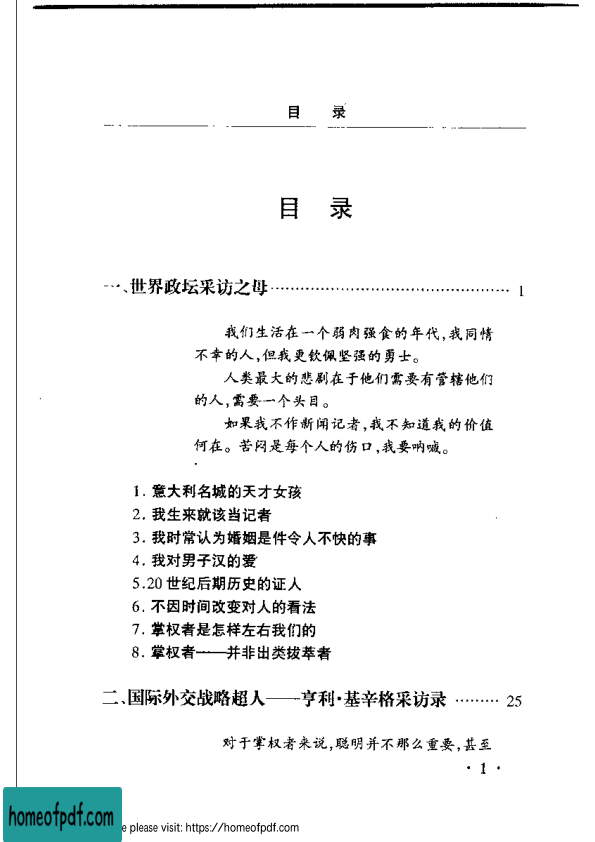 目 录
目 录
一、世界政坛采访之母………………………………………… 1
我们生活在一个弱肉强食的年代,我同情
不幸的人,但我更钦佩坚强的勇士。
人类最大的悲剧在于他们需要有管辖他们
的人,需要一个头目。
如果我不作新闻记者,我不知道我的价值
何在。苦闷是每个人的伤口,我要呐喊。
1. 意大利名城的天才女孩
2. 我生来就该当记者
3. 我时常认为婚姻是件令人不快的事
4. 我对男子汉的爱
5.20世纪后期历史的证人
6. 不因时间改变对人的看法
7. 掌权者是怎样左右我们的
8. 掌权者——并非出类拔萃者
二、国际外交战略超人——亨利·基辛格采访录 ……… 25
对于掌权者来说,聪明并不那么重要,甚至
· 1 ·
homeofpdf.com
e please visit: https://homeofpdf.com